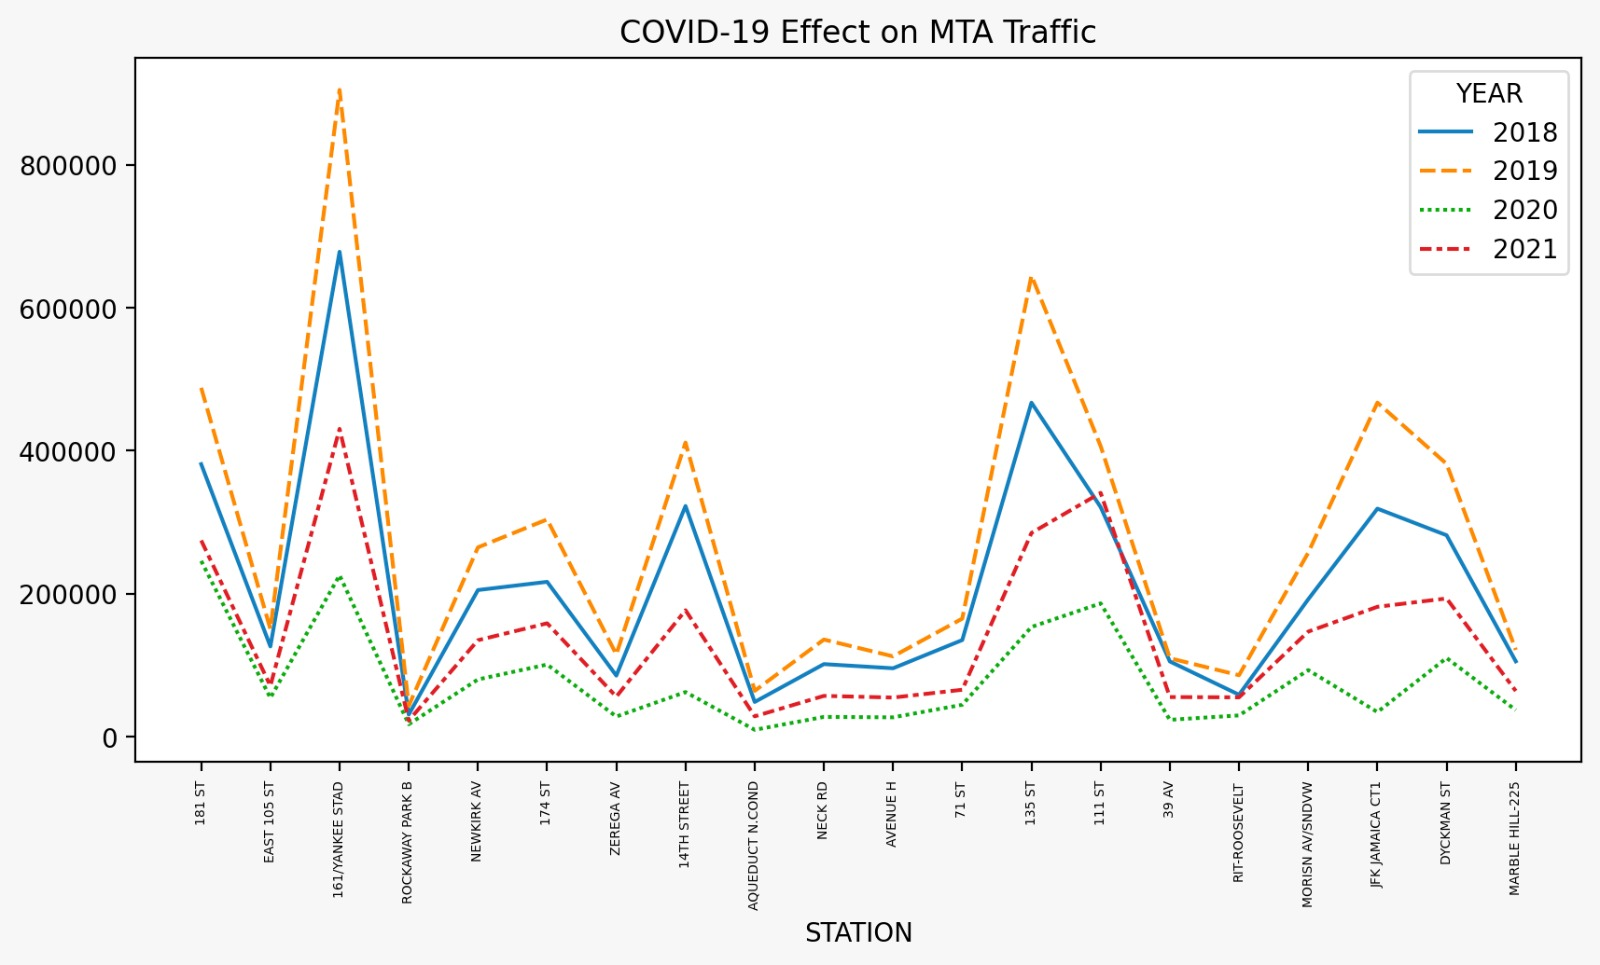 COVID-19 Effect on MTA Traffic
YEAR
2018
2019
2020
2021
800000
600000
400000
200000
0
181 ST
EAST 105 ST
161/YANKEE STAD
ROCKAWAY PARK B
NEWKIRK AV
174 ST
ZEREGA AV
14TH STREET
AQUEDUCT N.COND
NECK RD
AVENUE H
71 ST
135 ST
111 ST
39 AV
RIT-ROOSEVELT
MORISN AV/SNDVW
JFK JAMAICA CT1
DYCKMAN ST
MARBLE HILL-225
STATION